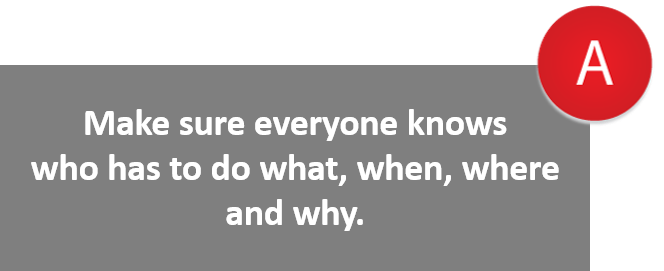 A
Make sure everyone knows
who has to do what, when, where
and why.